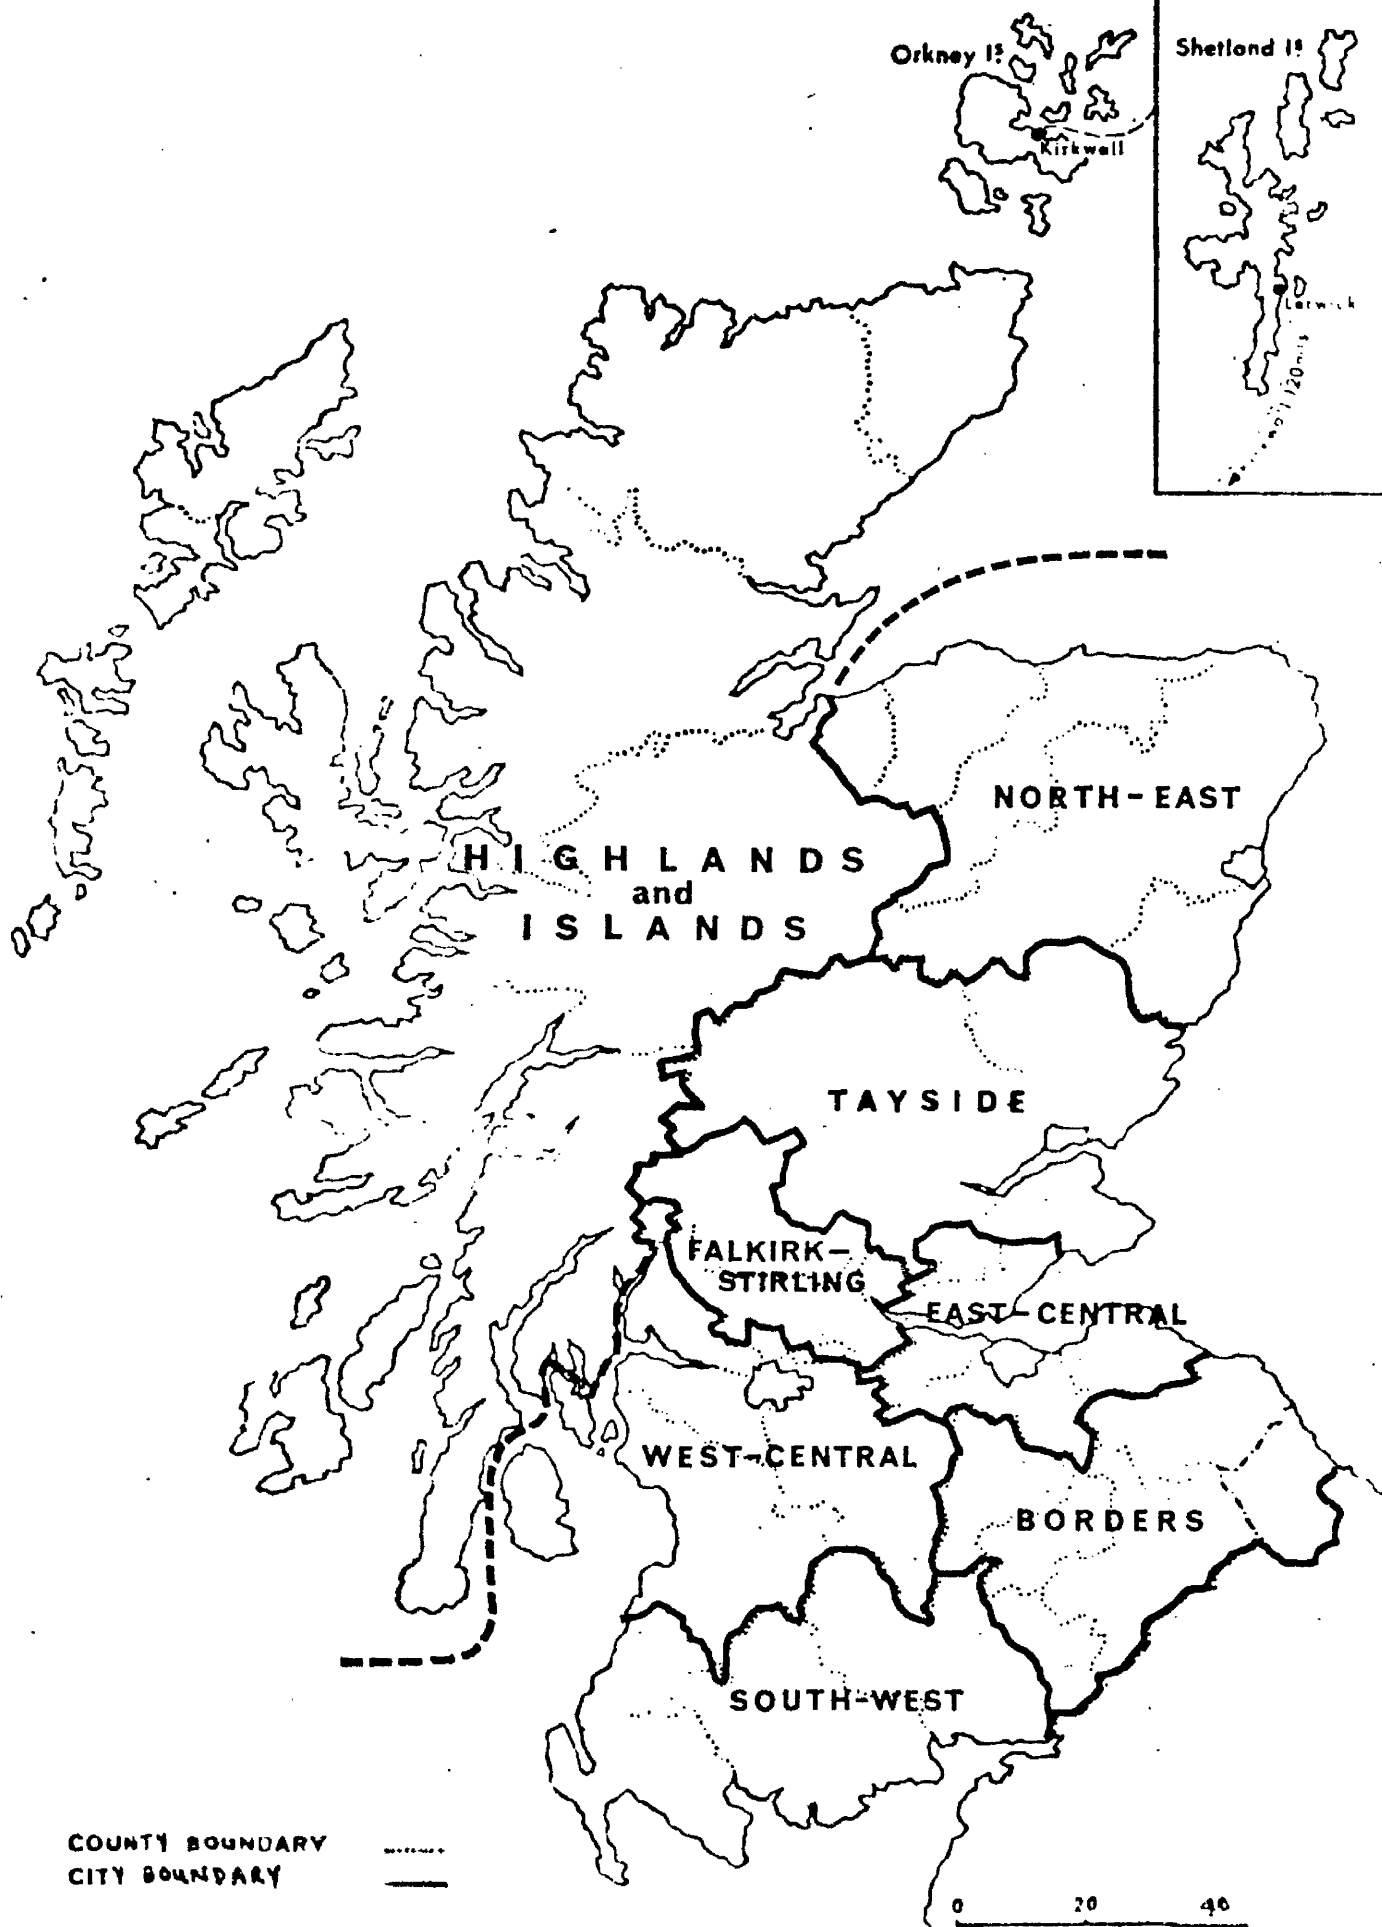 Orkney Iˢ.
Shetland Iˢ.
Kirkwall
Lerwick
120mls
NORTH-EAST
HIGHLANDS
and
ISLANDS
TAYSIDE
FALKIRK-
STIRLING
EAST-CENTRAL
WEST-CENTRAL
BORDERS
SOUTH-WEST
COUNTY BOUNDARY
CITY BOUNDARY
0 20 40